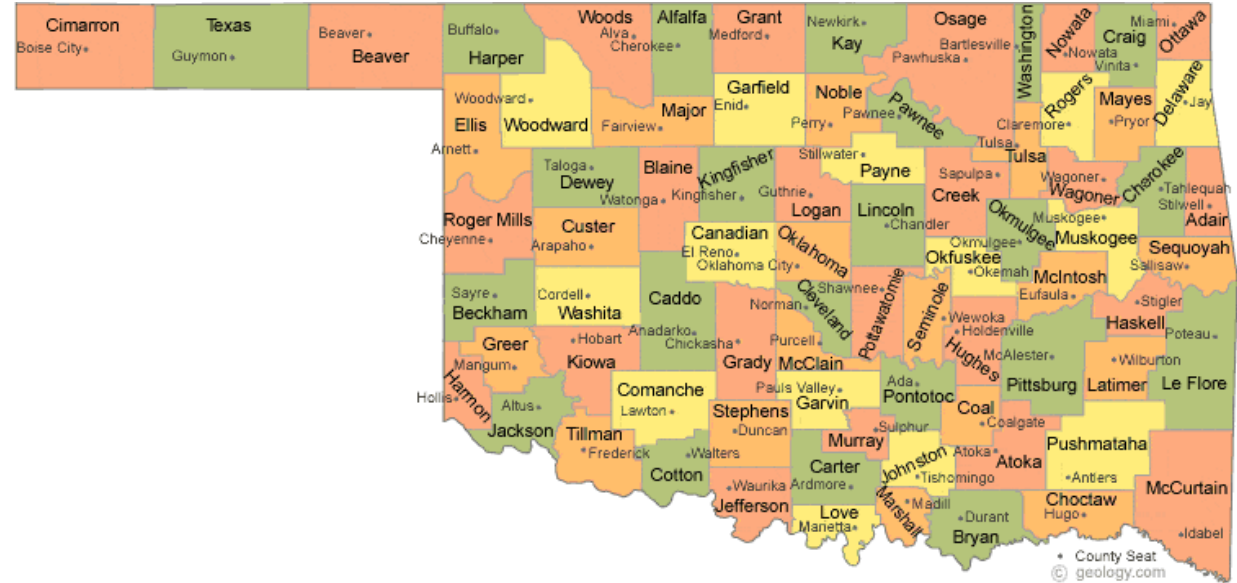 Cimarron
Boise City
Texas
Guymon
Beaver
Beaver
Buffalo
Harper
Woods
Alva
Cherokee
Alfalfa
Grant
Medford
Newkirk
Kay
Osage
Bartlesville
Pawhuska
Washington
Nowata
Nowata
Craig
Vinita
Miami
Ottawa
Woodward
Ellis
Arnett
Woodward
Major
Fairview
Garfield
Enid
Noble
Perry
Pawnee
Pawnee
Rogers
Claremore
Mayes
Pryor
Delaware
Jay
Taloga
Dewey
Blaine
Watonga
Kingfisher
Kingfisher
Guthrie
Logan
Stillwater
Payne
Sapulpa
Creek
Tulsa
Tulsa
Wagoner
Wagoner
Charokee
Tahlequah
Stilwell
Adair
Roger Mills
Cheyenne
Custer
Arapaho
Canadian
El Reno
Oklahoma City
Oklahoma
Lincoln
Chandler
Okmulgee
Okmulgee
Okfuskee
Okemah
Muskogee
Muskogee
Sequoyah
Sallisaw
McIntosh
Eufaula
Sayre
Beckham
Cordell
Washita
Caddo
Anadarko
Chickasha
Grady
Norman
Cleveland
Purcell
McClain
Shawnee
Pottawatomie
Seminole
Wewoka
Holdenville
Hughes
McAlester
Pittsburg
Stigler
Haskell
Poteau
Le Flore
Wilburton
Latimer
Greer
Mangum
Hobart
Kiowa
Hollis
Harmon
Altus
Jackson
Comanche
Lawton
Tillman
Frederick
Stephens
Duncan
Pauls Valley
Garvin
Ada
Pontotoc
Coal
Coalgate
Sulphur
Murray
Atoka
Atoka
Pushmataha
Antlers
McCurtain
Idabel
Walters
Cotton
Waurika
Jefferson
Carter
Ardmore
Johnston
Tishomingo
Love
Marietta
Marshall
Madill
Durant
Bryan
Choctaw
Hugo
• County Seat
© geology.com